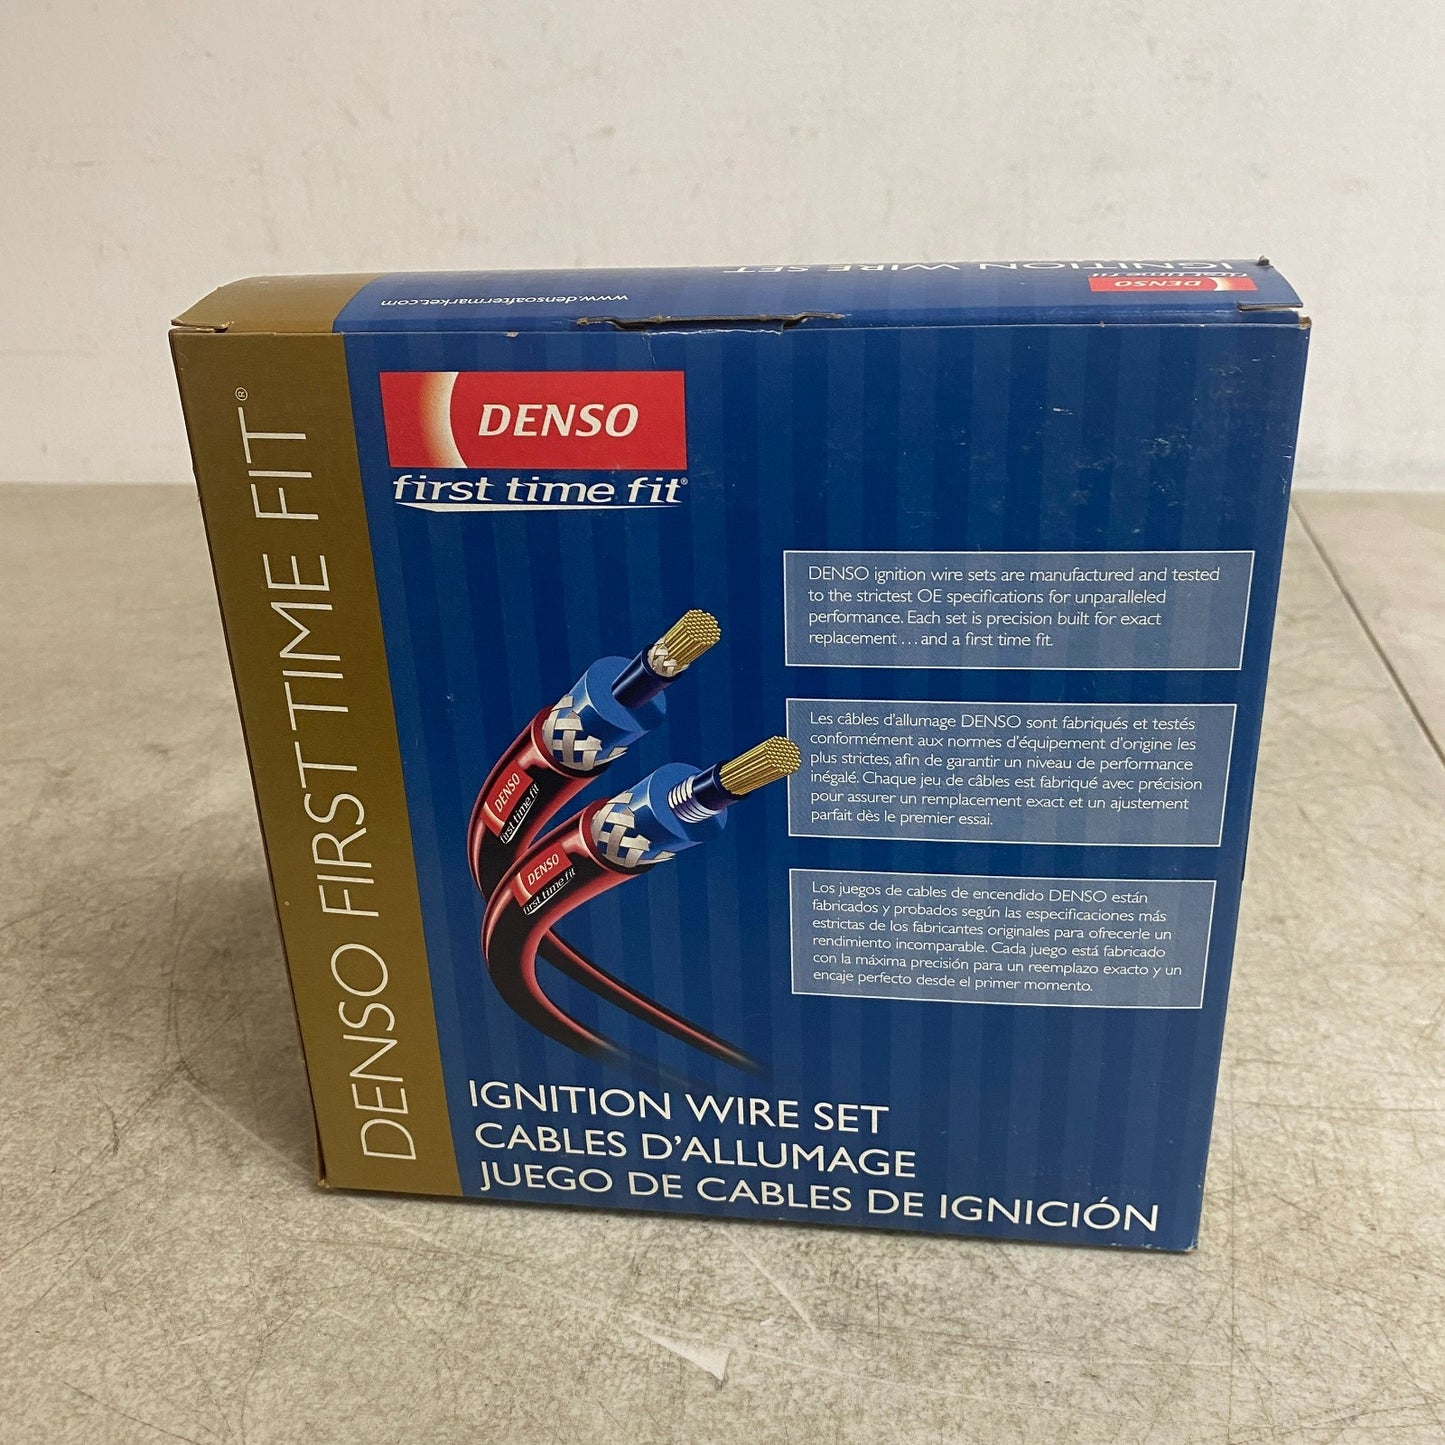 IGNITION WIRE SET
www.densoaftermarket.com
DENSO
first time fit
DENSO FIRST TIME FIT®
DENSO
first time fit®
DENSO ignition wire sets are manufactured and tested
to the strictest OE specifications for unparalleled
performance. Each set is precision built for exact
replacement ... and a first time fit.
Les câbles d'allumage DENSO sont fabriqués et testés
conformément aux normes d'équipement d'origine les
plus strictes, afin de garantir un niveau de performance
inégalé. Chaque jeu de câbles est fabriqué avec précision
pour assurer un remplacement exact et un ajustement
parfait dès le premier essai.
Los juegos de cables de encendido DENSO están
fabricados y probados según las especificaciones más
estrictas de los fabricantes originales para ofrecerle un
rendimiento incomparable. Cada juego está fabricado
con la máxima precisión para un reemplazo exacto y un
encaje perfecto desde el primer momento.
DENSO
first time fit
DENSO
first time fit
IGNITION WIRE SET
CABLES D'ALLUMAGE
JUEGO DE CABLES DE IGNICIÓN